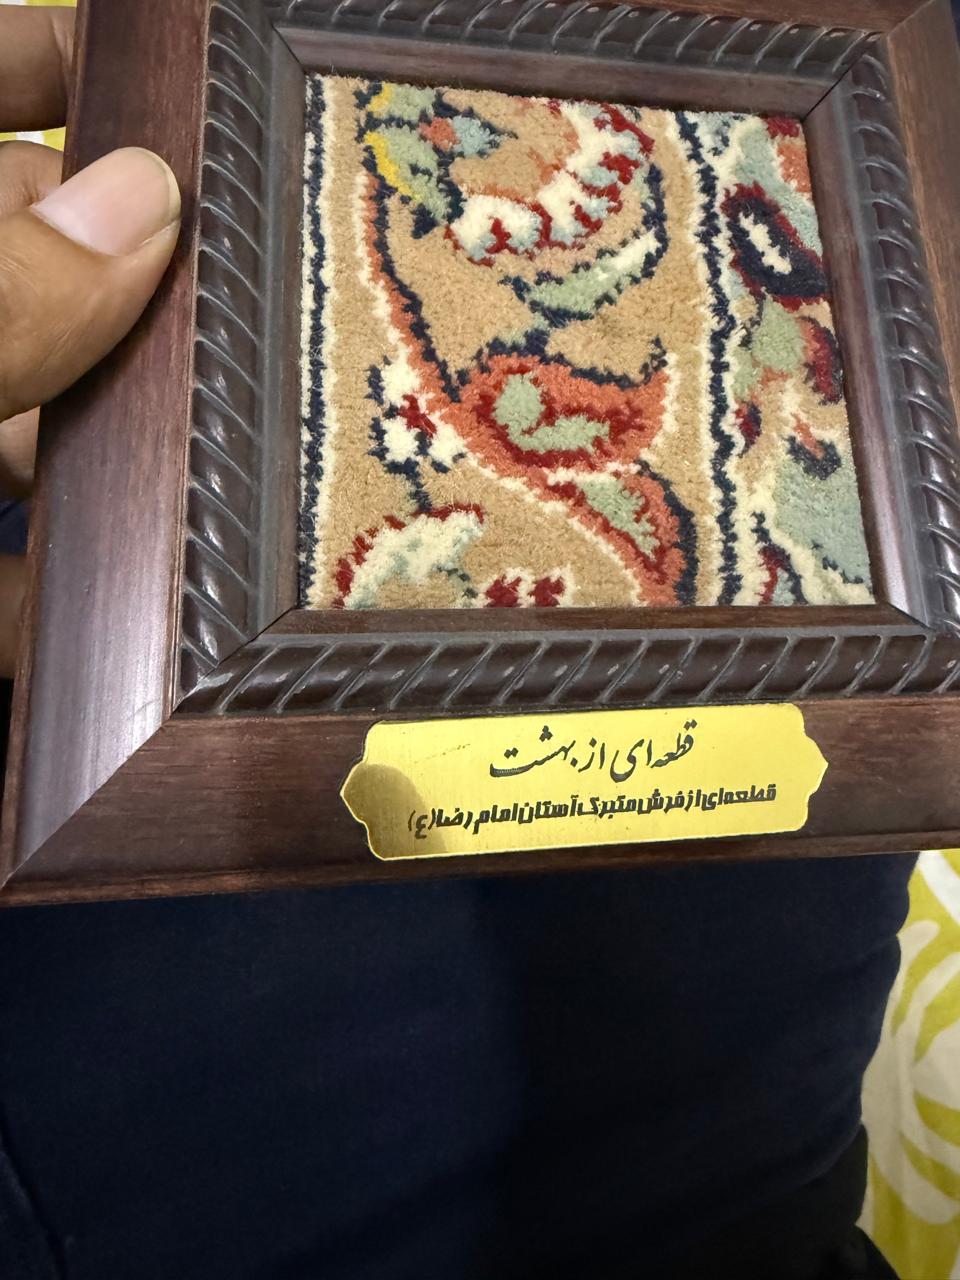 قطعه‌ای از بهشت
قطعه‌ای از فرش متبرک آستان امام رضا(ع)